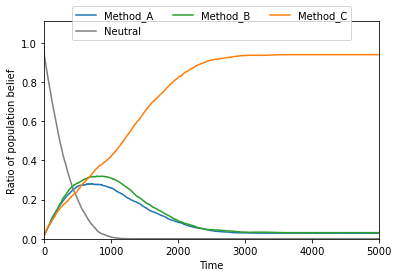 Method_A Method_B Method_C
Neutral
1.0
0.8
0.6
0.4
0.2
0.0
Ratio of population belief
0 1000 2000 3000 4000 5000
Time